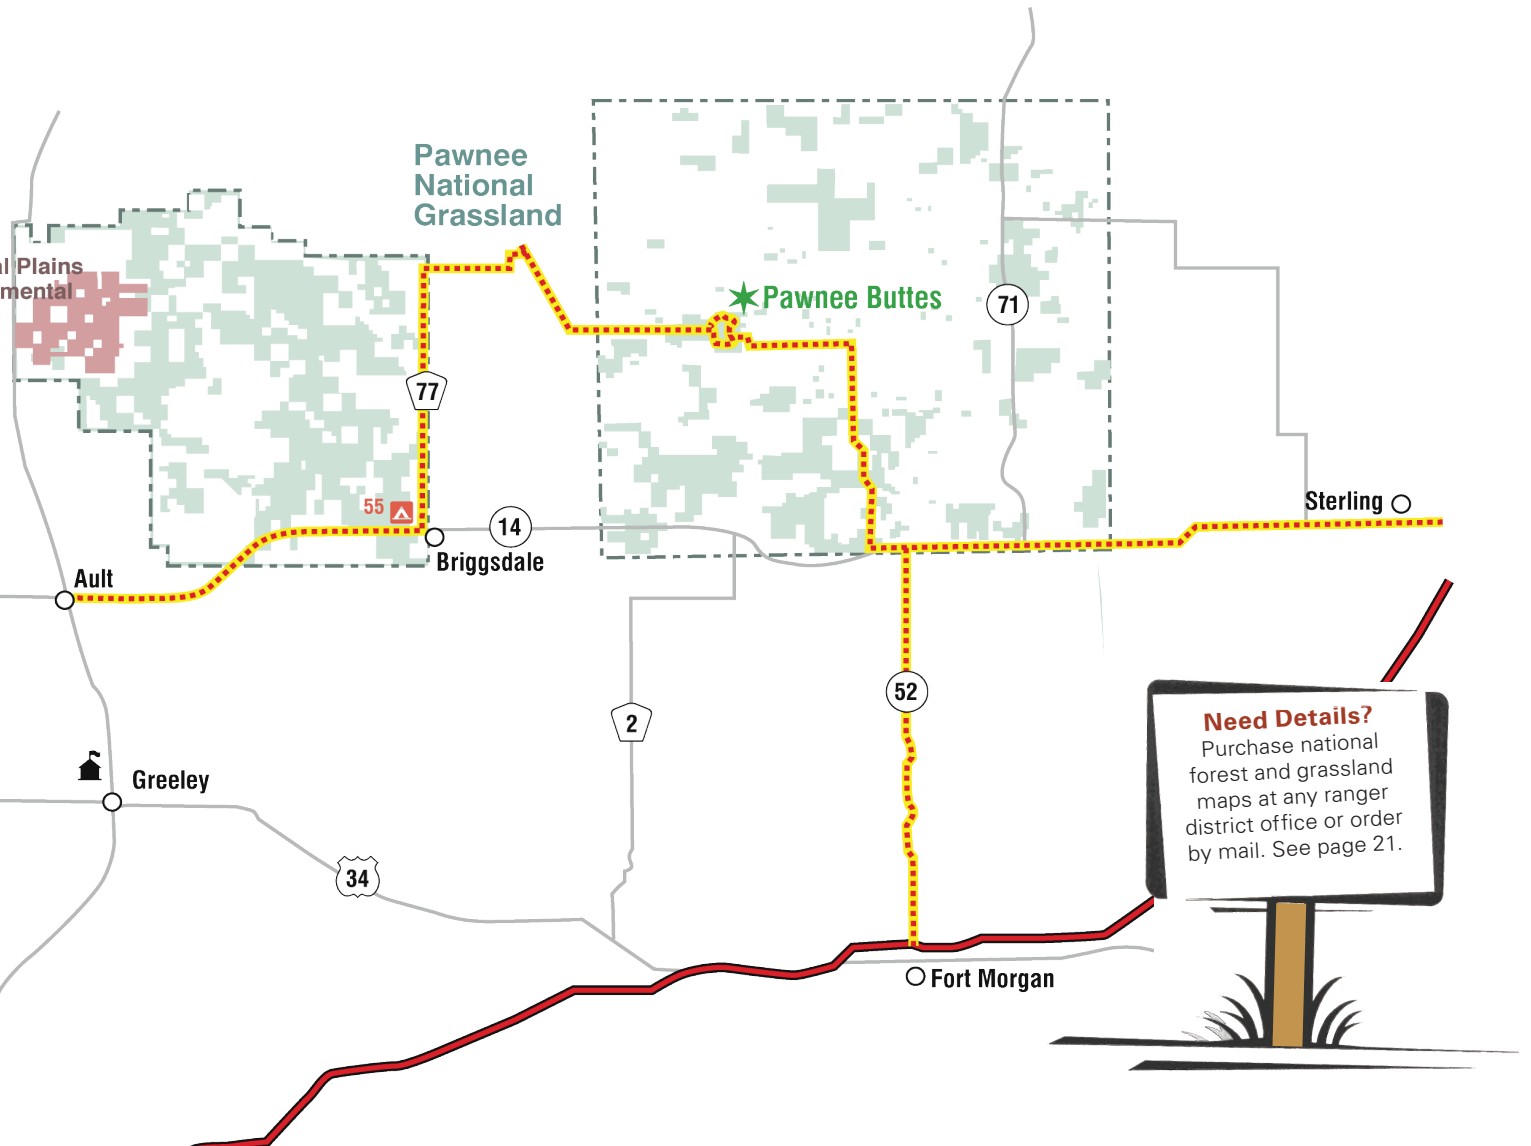 Pawnee
National
Grassland
al Plains
mental
Pawnee Buttes
71
77
55
14
Briggsdale
Sterling
Ault
52
2
Greeley
34
Fort Morgan
Need Details?
Purchase national
forest and grassland
maps at any ranger
district office or order
by mail. See page 21.